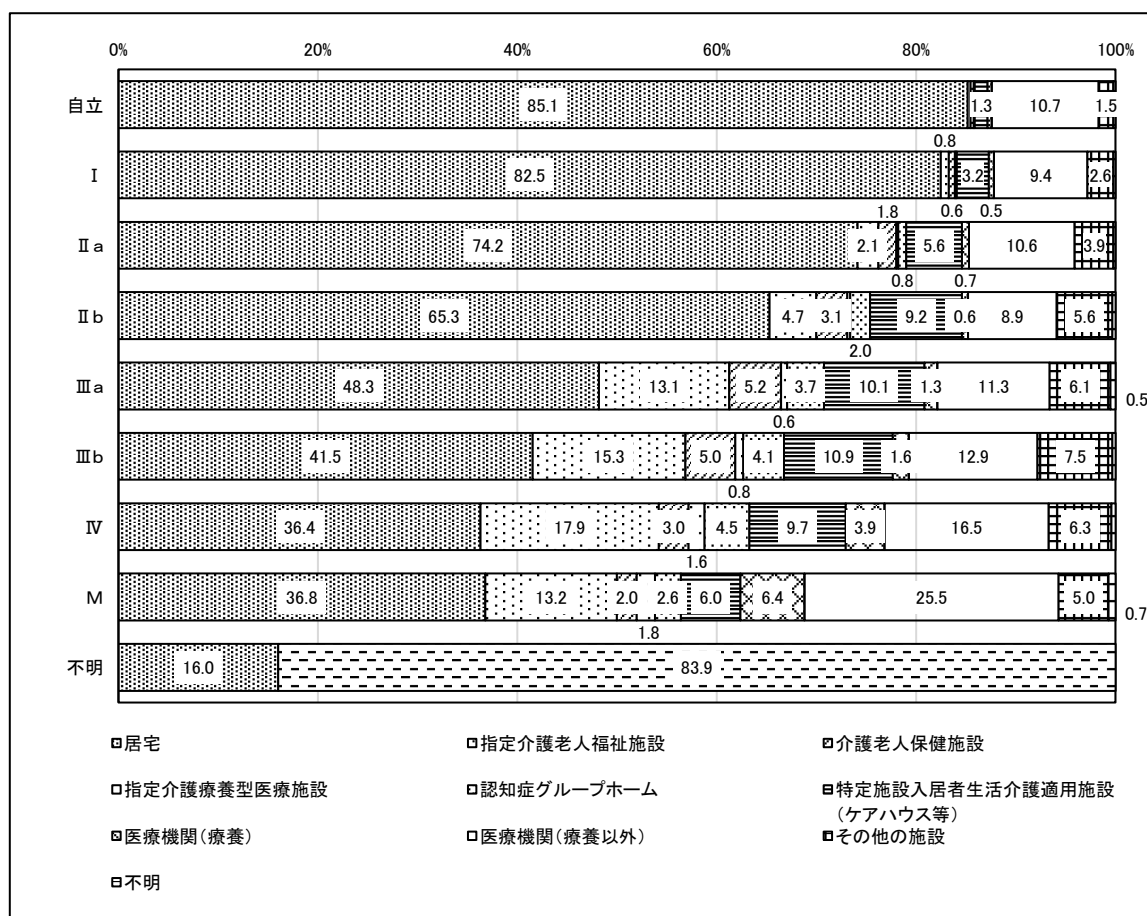 0% 20% 40% 60% 80% 100%
自立 85.1 1.3 10.7 1.5
0.8
Ⅰ 82.5 3.2 9.4 2.6
1.8 0.6 0.5
Ⅱa 74.2 2.1 5.6 10.6 3.9
0.8 0.7
Ⅱb 65.3 4.7 3.1 9.2 0.6 8.9 5.6
2.0
Ⅲa 48.3 13.1 5.2 3.7 10.1 1.3 11.3 6.1 0.5
0.6
Ⅲb 41.5 15.3 5.0 4.1 10.9 1.6 12.9 7.5
0.8
Ⅳ 36.4 17.9 3.0 4.5 9.7 3.9 16.5 6.3
1.6
M 36.8 13.2 2.0 2.6 6.0 6.4 25.5 5.0 0.7
1.8
不明 16.0 83.9
居宅 指定介護老人福祉施設 介護老人保健施設
指定介護療養型医療施設 認知症グループホーム 特定施設入居者生活介護適用施設
(ケアハウス等)
医療機関(療養) 医療機関(療養以外) その他の施設
不明